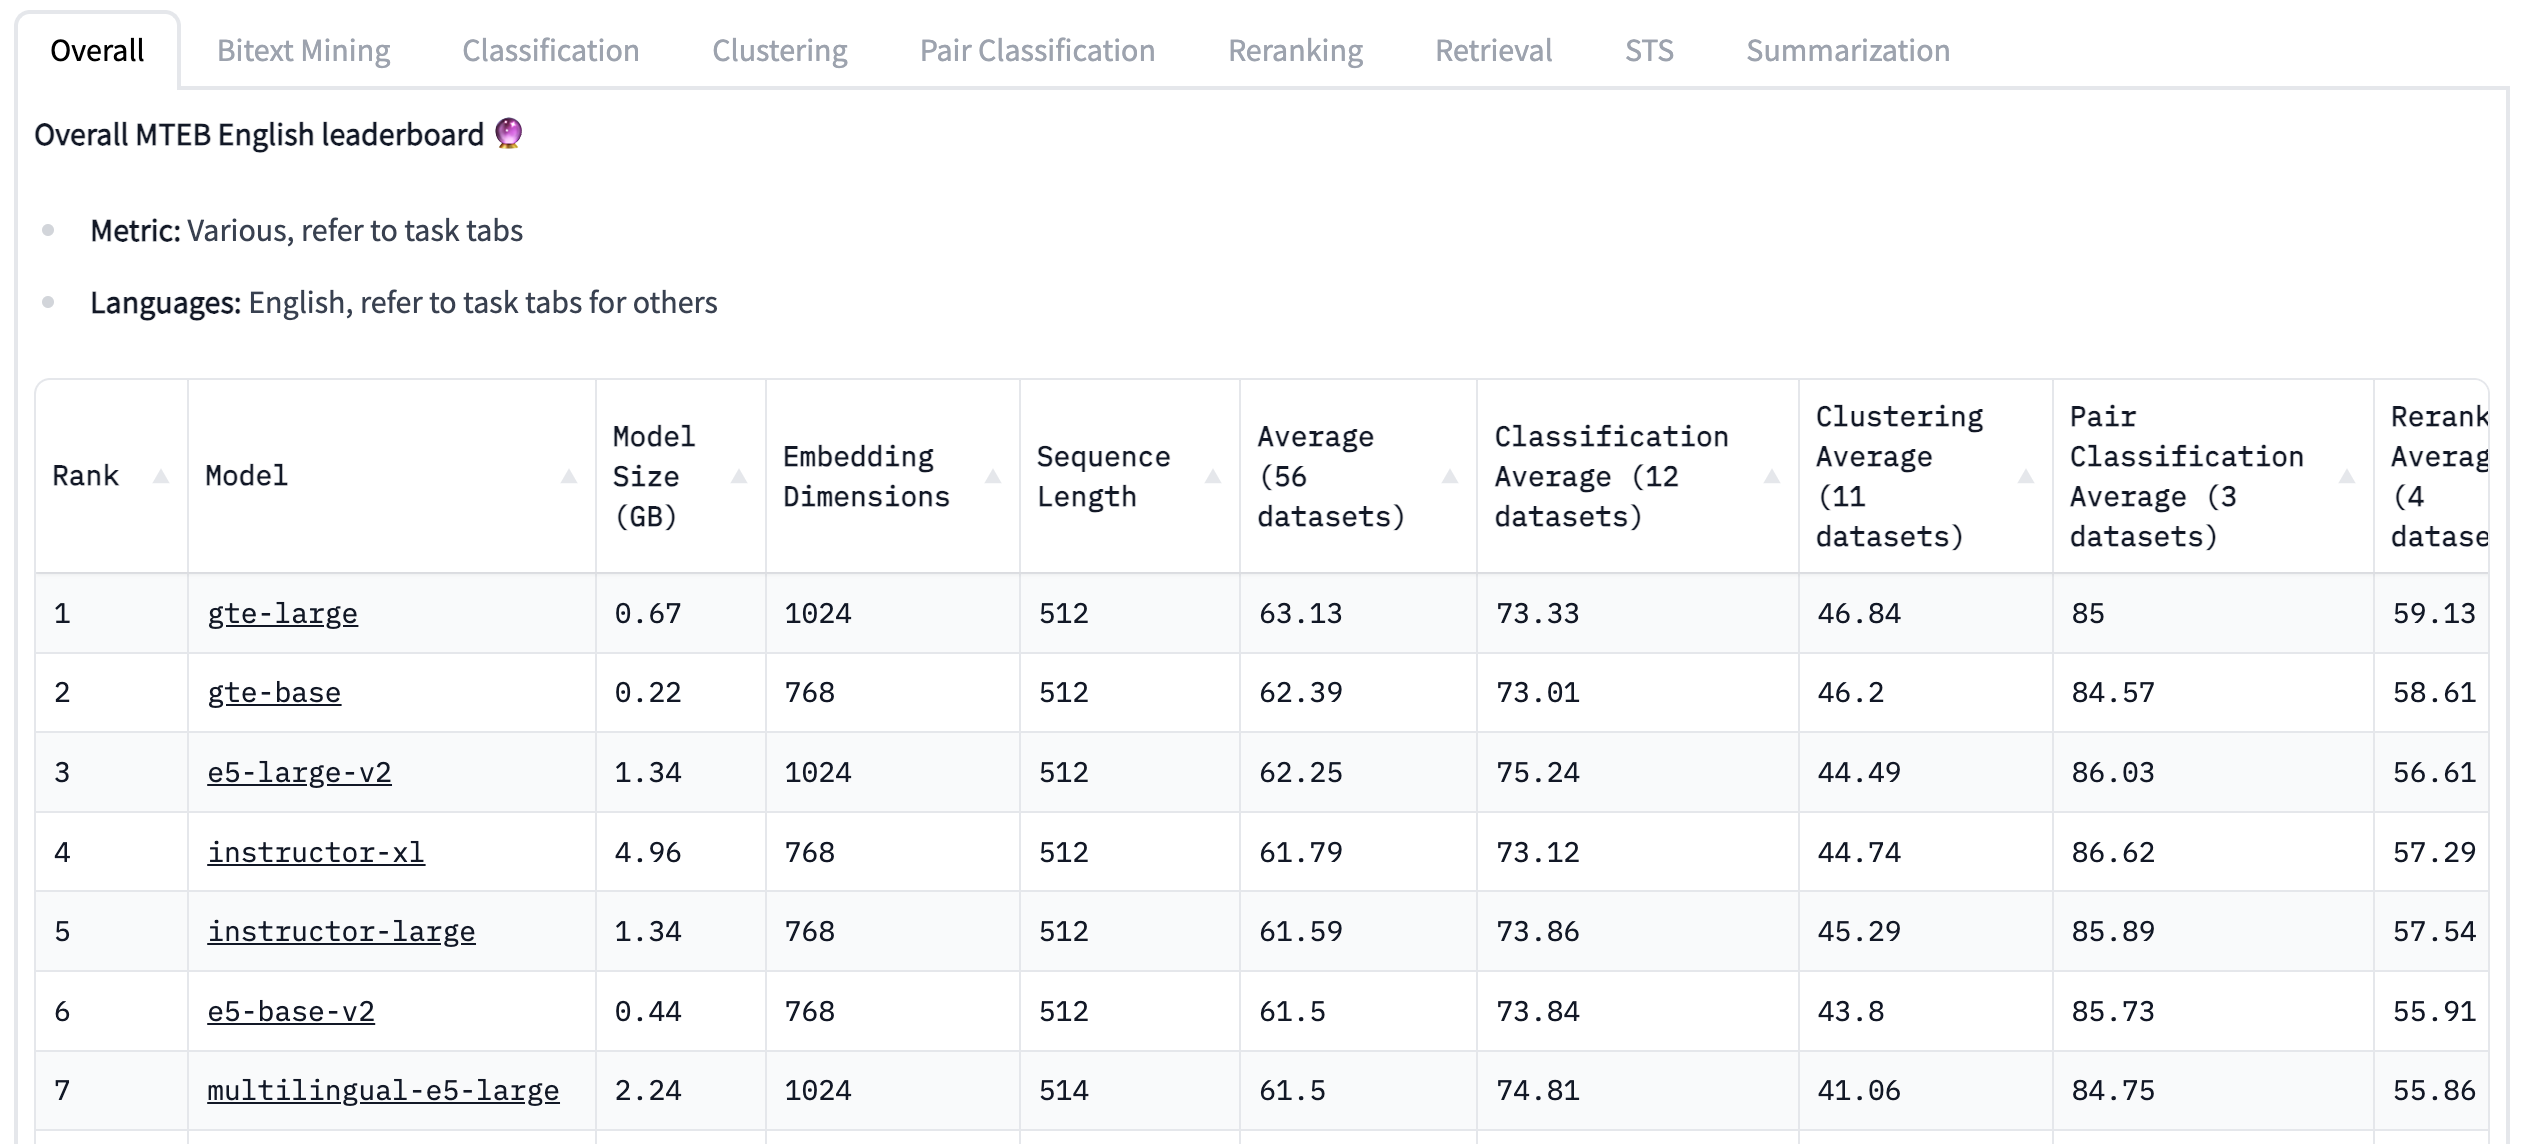 Overall Bitext Mining Classification Clustering Pair Classification Reranking Retrieval STS Summarization
Overall MTEB English leaderboard 🔮
Metric: Various, refer to task tabs
Languages: English, refer to task tabs for others
Rank Model Model Size (GB) Embedding Dimensions Sequence Length Average (56 datasets) Classification Average (12 datasets) Clustering Average (11 datasets) Pair Classification Average (3 datasets) Rerank Averag (4 datase
1 gte-large 0.67 1024 512 63.13 73.33 46.84 85 59.13
2 gte-base 0.22 768 512 62.39 73.01 46.2 84.57 58.61
3 e5-large-v2 1.34 1024 512 62.25 75.24 44.49 86.03 56.61
4 instructor-xl 4.96 768 512 61.79 73.12 44.74 86.62 57.29
5 instructor-large 1.34 768 512 61.59 73.86 45.29 85.89 57.54
6 e5-base-v2 0.44 768 512 61.5 73.84 43.8 85.73 55.91
7 multilingual-e5-large 2.24 1024 514 61.5 74.81 41.06 84.75 55.86